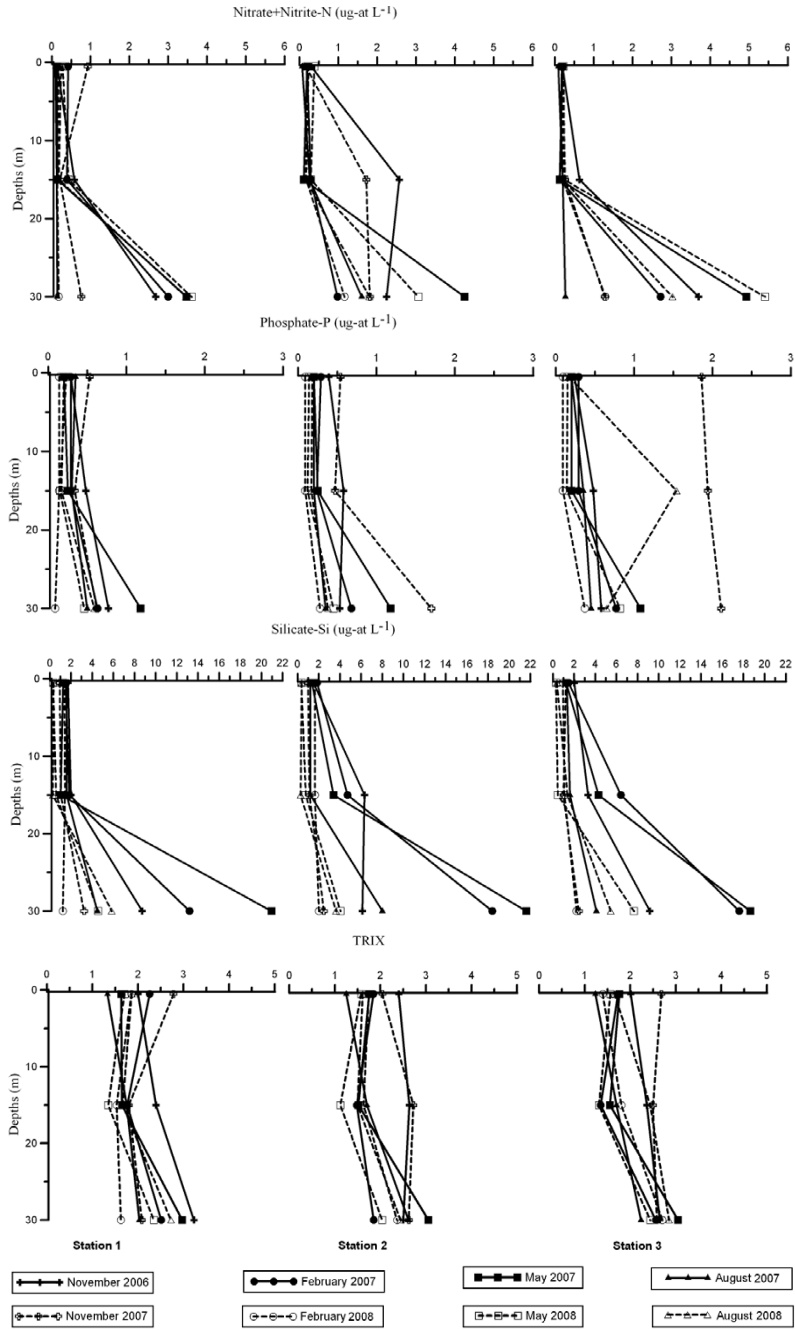 Nitrate+Nitrite-N (ug-at L-1)
0 1 2 3 4 5 6
0 1 2 3 4 5 6
0 1 2 3 4 5 6
0
10
20
30
Depths (m)
Phosphate-P (ug-at L-1)
0 1 2 3
0 1 2 3
0 1 2 3
0
10
20
30
Depths (m)
Silicate-Si (ug-at L-1)
0 2 4 6 8 10 12 14 16 18 20 22
0 2 4 6 8 10 12 14 16 18 20 22
0 2 4 6 8 10 12 14 16 18 20 22
0
10
20
30
Depths (m)
TRIX
0 1 2 3 4 5
0 1 2 3 4 5
0 1 2 3 4 5
0
10
20
30
Depths (m)
Station 1
Station 2
Station 3
November 2006
February 2007
May 2007
August 2007
November 2007
February 2008
May 2008
August 2008